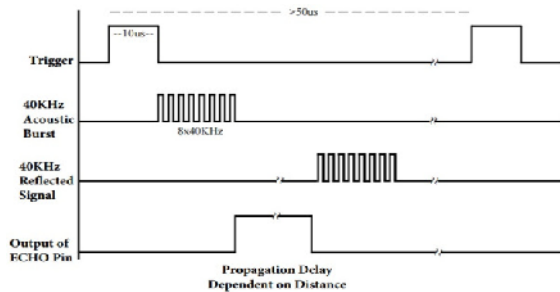 >50us
--10us--
Trigger
40KHz
Acoustic
Burst
8x40KHz
40KHz
Reflected
Signal
Output of
ECHO Pin
Propagation Delay
Dependent on Distance